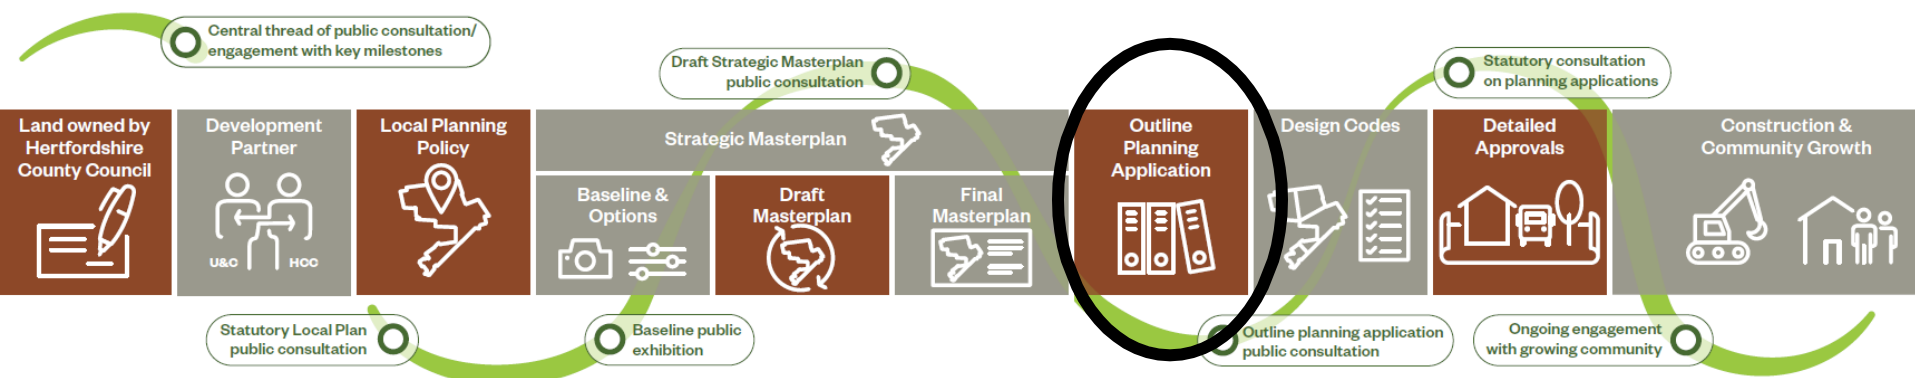 Central thread of public consultation/
engagement with key milestones
Draft Strategic Masterplan
public consultation
Statutory consultation
on planning applications
Land owned by
Hertfordshire
County Council
Development
Partner
U&C
HCC
Local Planning
Policy
Strategic Masterplan
Baseline &
Options
Draft
Masterplan
Final
Masterplan
Outline
Planning
Application
Design Codes
Detailed
Approvals
Construction &
Community Growth
Statutory Local Plan
public consultation
Baseline public
exhibition
Outline planning application
public consultation
Ongoing engagement
with growing community